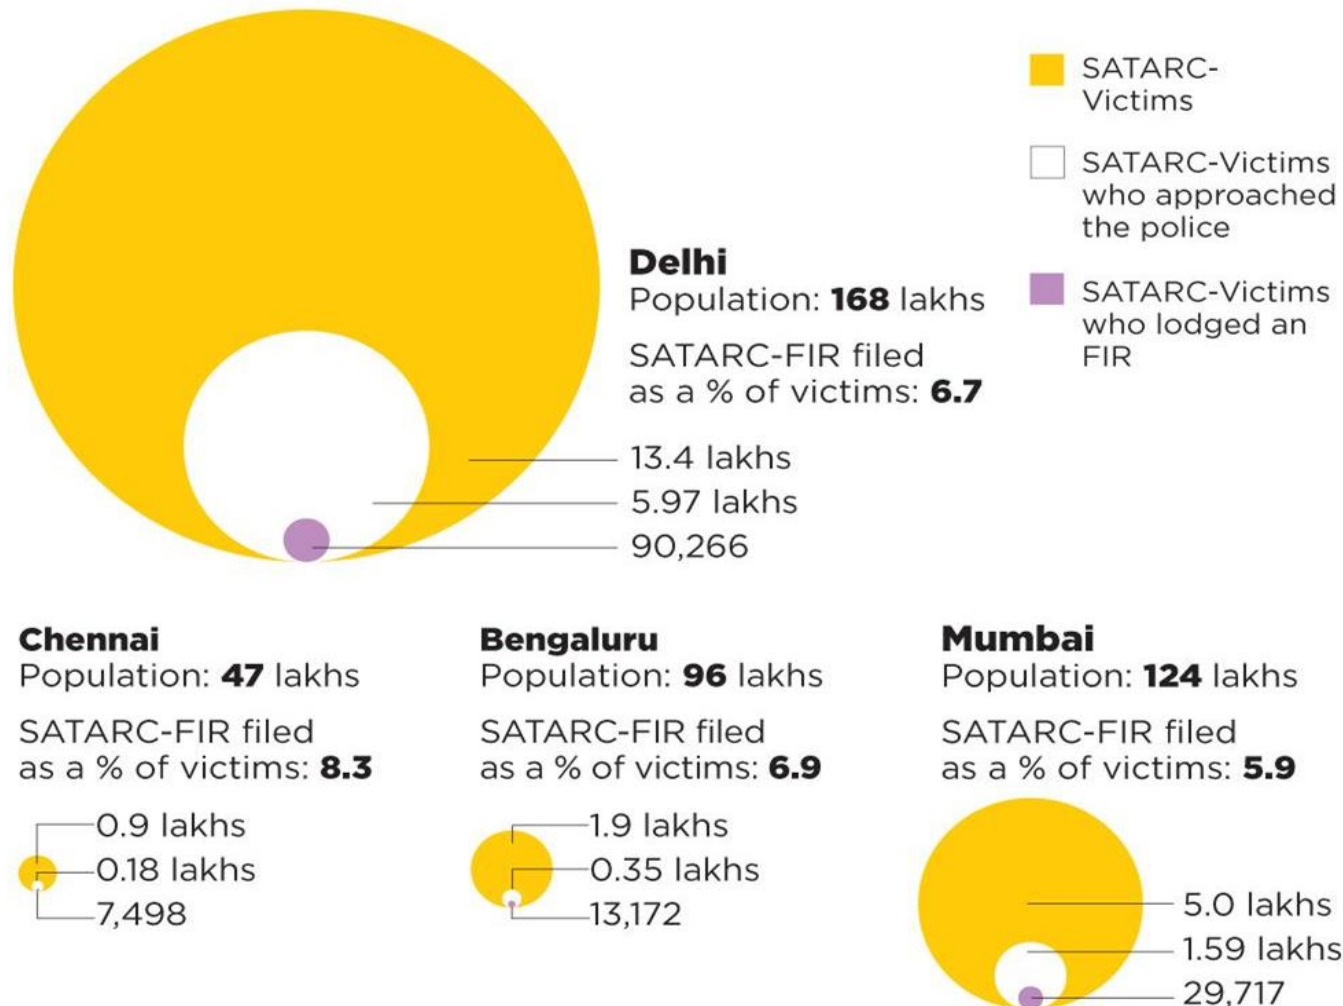 SATARC-
Victims
SATARC-Victims
who approached
the police
SATARC-Victims
who lodged an
FIR
Delhi
Population: 168 lakhs
SATARC-FIR filed
as a % of victims: 6.7
13.4 lakhs
5.97 lakhs
90,266
Chennai
Population: 47 lakhs
SATARC-FIR filed
as a % of victims: 8.3
0.9 lakhs
0.18 lakhs
7,498
Bengaluru
Population: 96 lakhs
SATARC-FIR filed
as a % of victims: 6.9
1.9 lakhs
0.35 lakhs
13,172
Mumbai
Population: 124 lakhs
SATARC-FIR filed
as a % of victims: 5.9
5.0 lakhs
1.59 lakhs
29,717